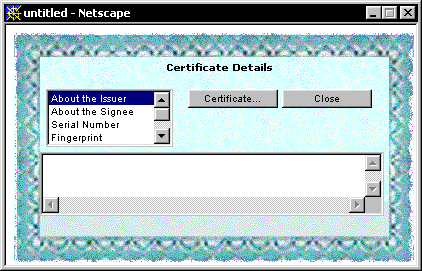 untitled - Netscape
Certificate Details
About the Issuer
About the Signee
Serial Number
Fingerprint
Certificate...
Close